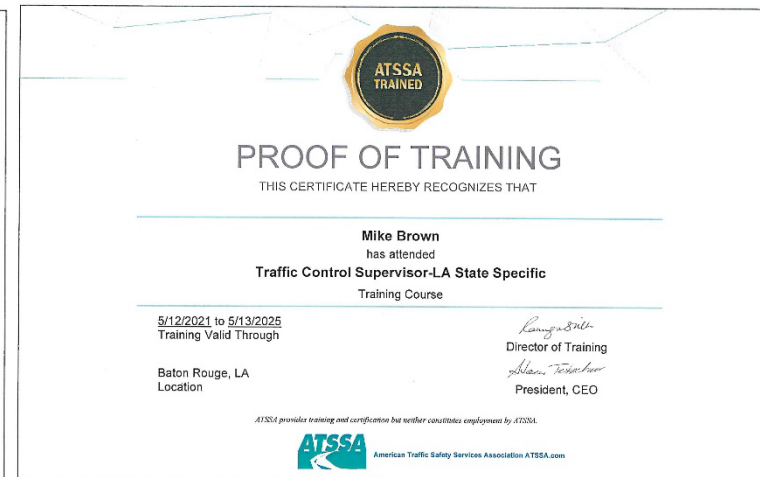 ATSSA
TRAINED
PROOF OF TRAINING
THIS CERTIFICATE HEREBY RECOGNIZES THAT
Mike Brown
has attended
Traffic Control Supervisor-LA State Specific
Training Course
5/12/2021 to 5/13/2025
Training Valid Through
Director of Training
Baton Rouge, LA
Location
President, CEO
ATSSA provides training and certification but neither constitutes employment by ATSSA.
ATSSA
American Traffic Safety Services Association ATSSA.com